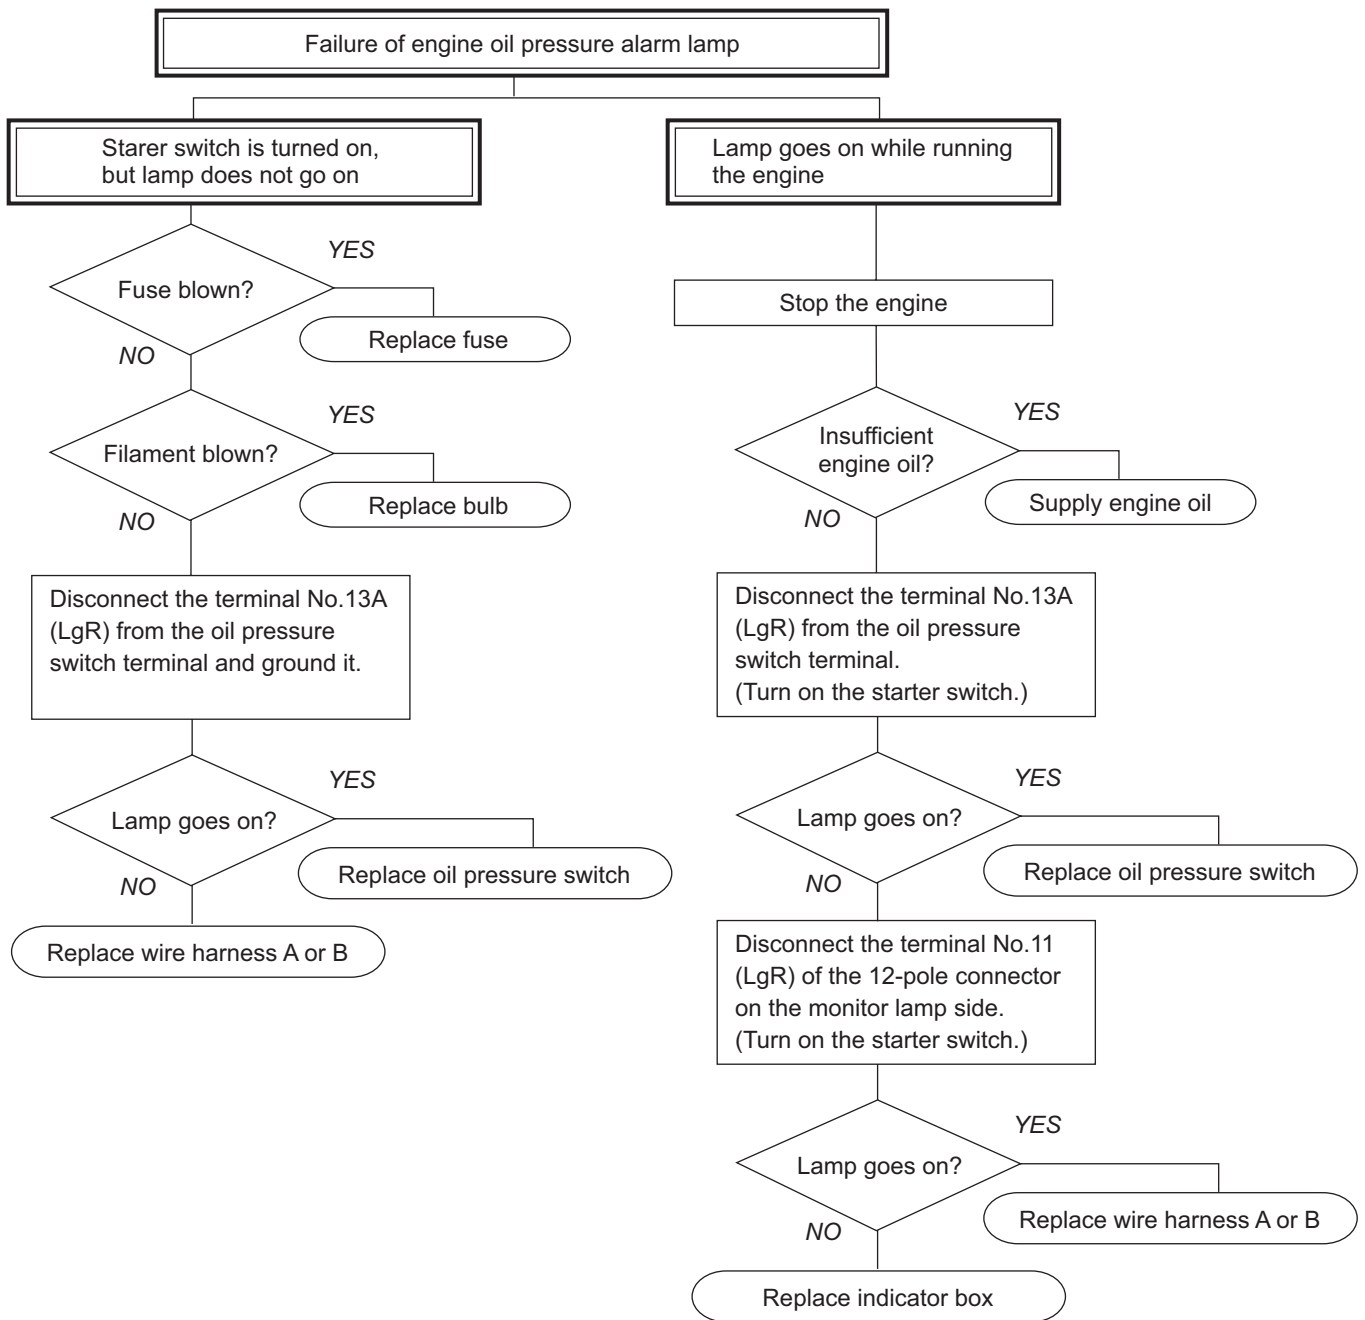 Failure of engine oil pressure alarm lamp
Starer switch is turned on,
but lamp does not go on
YES
Fuse blown?
Replace fuse
NO
YES
Filament blown?
Replace bulb
NO
Disconnect the terminal No.13A
(LgR) from the oil pressure
switch terminal and ground it.
YES
Lamp goes on?
Replace oil pressure switch
NO
Replace wire harness A or B
Lamp goes on while running
the engine
Stop the engine
YES
Insufficient
engine oil?
Supply engine oil
NO
Disconnect the terminal No.13A
(LgR) from the oil pressure
switch terminal.
(Turn on the starter switch.)
YES
Lamp goes on?
Replace oil pressure switch
NO
Disconnect the terminal No.11
(LgR) of the 12-pole connector
on the monitor lamp side.
(Turn on the starter switch.)
YES
Lamp goes on?
Replace wire harness A or B
NO
Replace indicator box